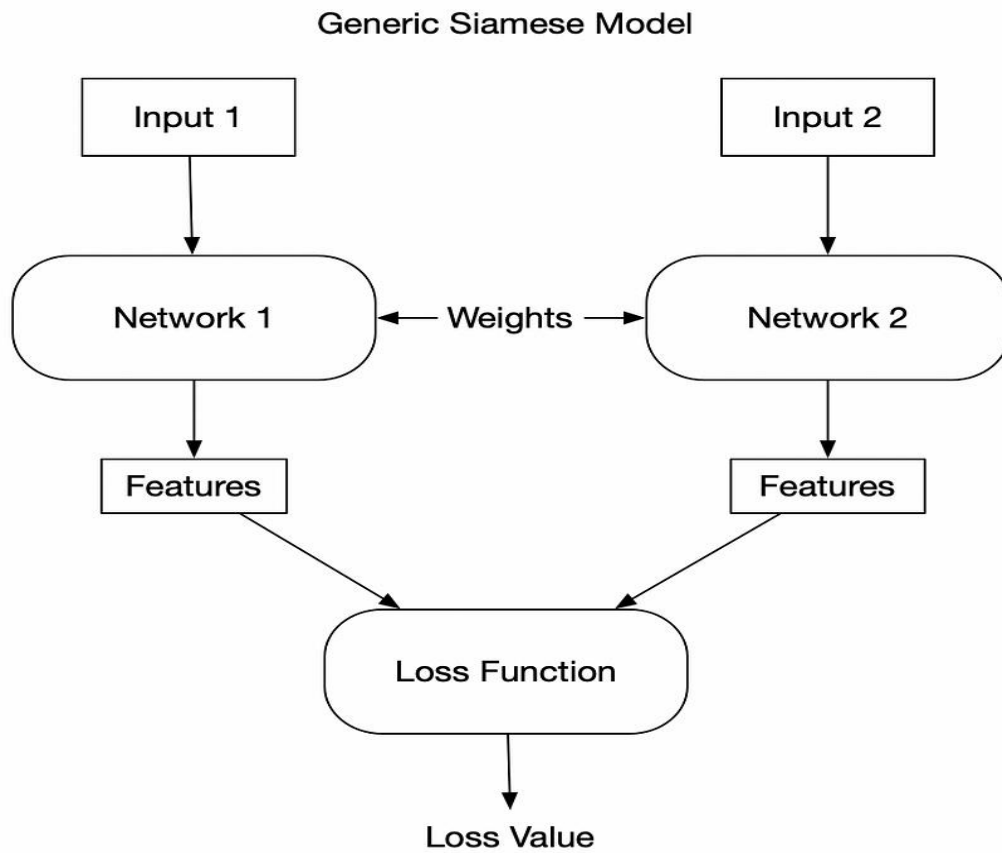 Generic Siamese Model
Input 1
Input 2
Network 1
Weights
Network 2
Features
Features
Loss Function
Loss Value